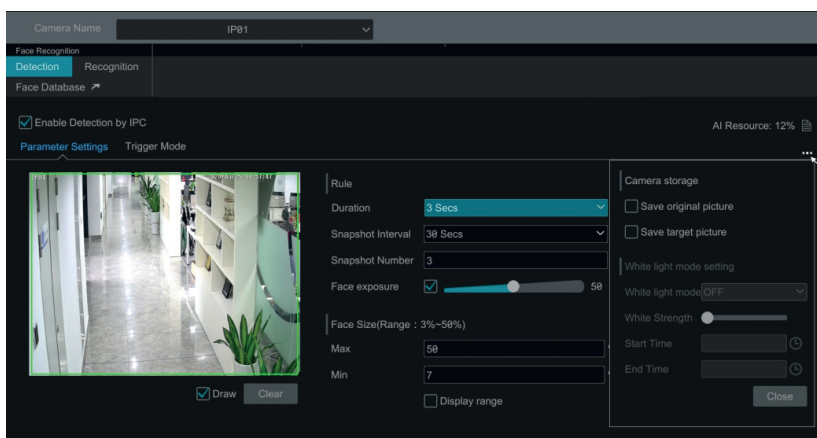 Camera Name IP01
Face Recognition
Detection Recognition
Face Database
Enable Detection by IPC
AI Resource: 12%
Parameter Settings Trigger Mode
Rule
Duration 3 Secs
Snapshot Interval 30 Secs
Snapshot Number 3
Face exposure 50
Face Size(Range : 3%~50%)
Max 50
Min 7
Display range
Draw Clear
Camera storage
Save original picture
Save target picture
White light mode setting
White light mode OFF
White Strength
Start Time
End Time
Close